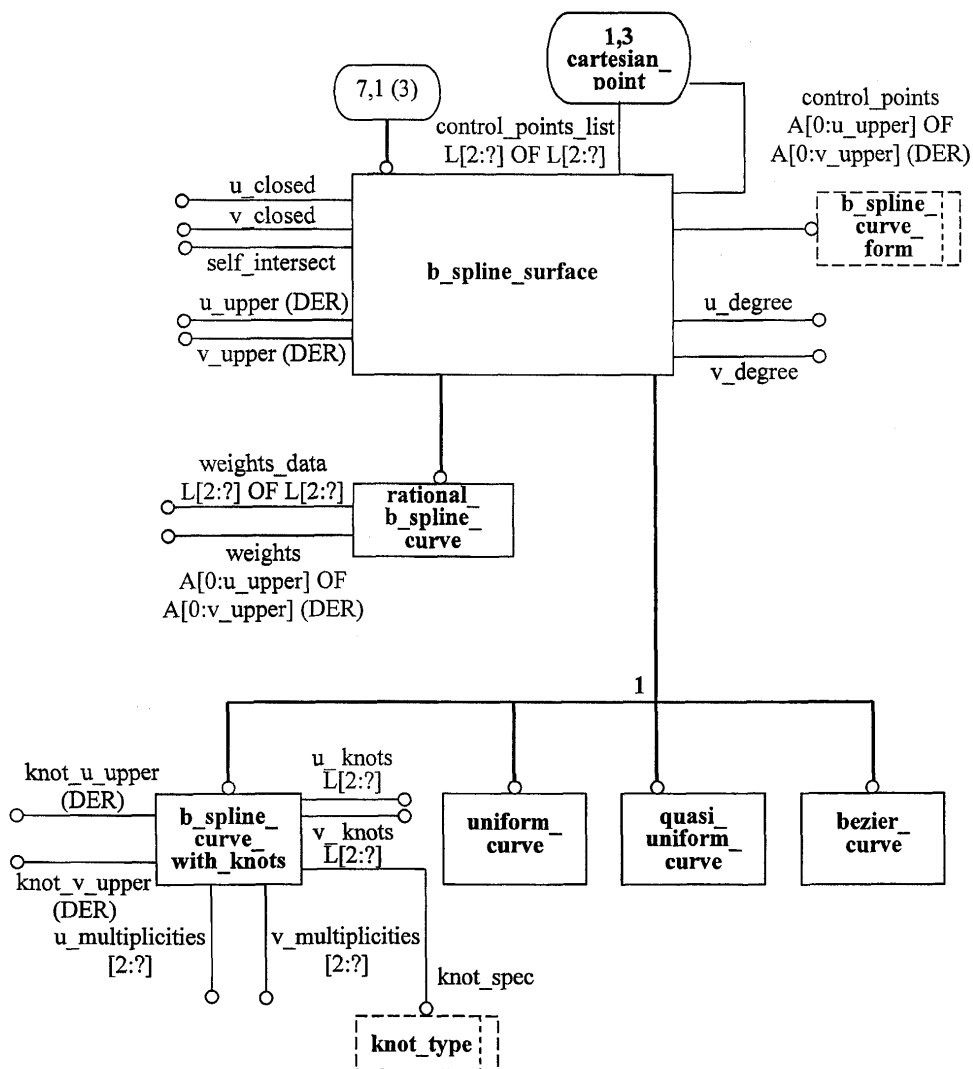 1,3
cartesian_
point
7,1 (3)
control_points_list
L[2:?] OF L[2:?]
control_points
A[0:u_upper] OF
A[0:v_upper] (DER)
u_closed
v_closed
self_intersect
u_upper (DER)
v_upper (DER)
b_spline_surface
b_spline_
curve_
form
u_degree
v_degree
weights_data
L[2:?] OF L[2:?]
weights
A[0:u_upper] OF
A[0:v_upper] (DER)
rational_
b_spline_
curve
1
knot_u_upper
(DER)
knot_v_upper
(DER)
b_spline_
curve_
with_knots
u_knots
L[2:?]
v_knots
L[2:?]
uniform_
curve
quasi_
uniform_
curve
bezier_
curve
u_multiplicities
[2:?]
v_multiplicities
[2:?]
knot_spec
knot_type